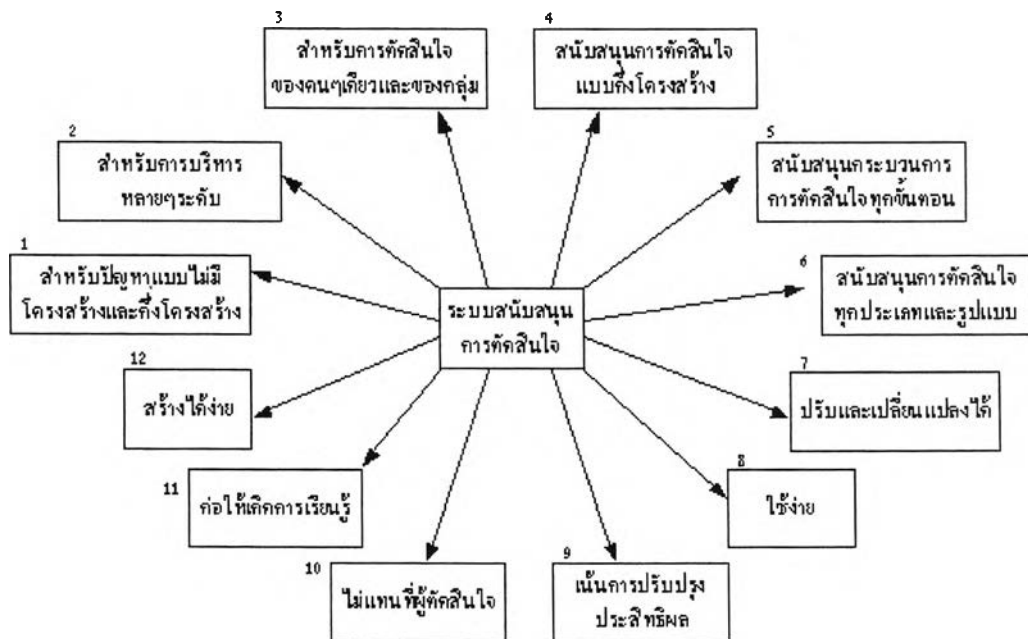 3
สำหรับการตัดสินใจ
ของคนๆเดียวและของกลุ่ม
4
สนับสนุนการตัดสินใจ
แบบกึ่งโครงสร้าง
2
สำหรับการบริหาร
หลายๆระดับ
5
สนับสนุนกระบวนการ
การตัดสินใจทุกขั้นตอน
1
สำหรับปัญหาแบบไม่มี
โครงสร้างและกึ่งโครงสร้าง
ระบบสนับสนุน
การตัดสินใจ
6
สนับสนุนการตัดสินใจ
ทุกประเภทและรูปแบบ
12
สร้างได้ง่าย
7
ปรับและเปลี่ยนแปลงได้
11
ก่อให้เกิดการเรียนรู้
8
ใช้ง่าย
10
ไม่แทนที่ผู้ตัดสินใจ
9
เน้นการปรับปรุง
ประสิทธิผล